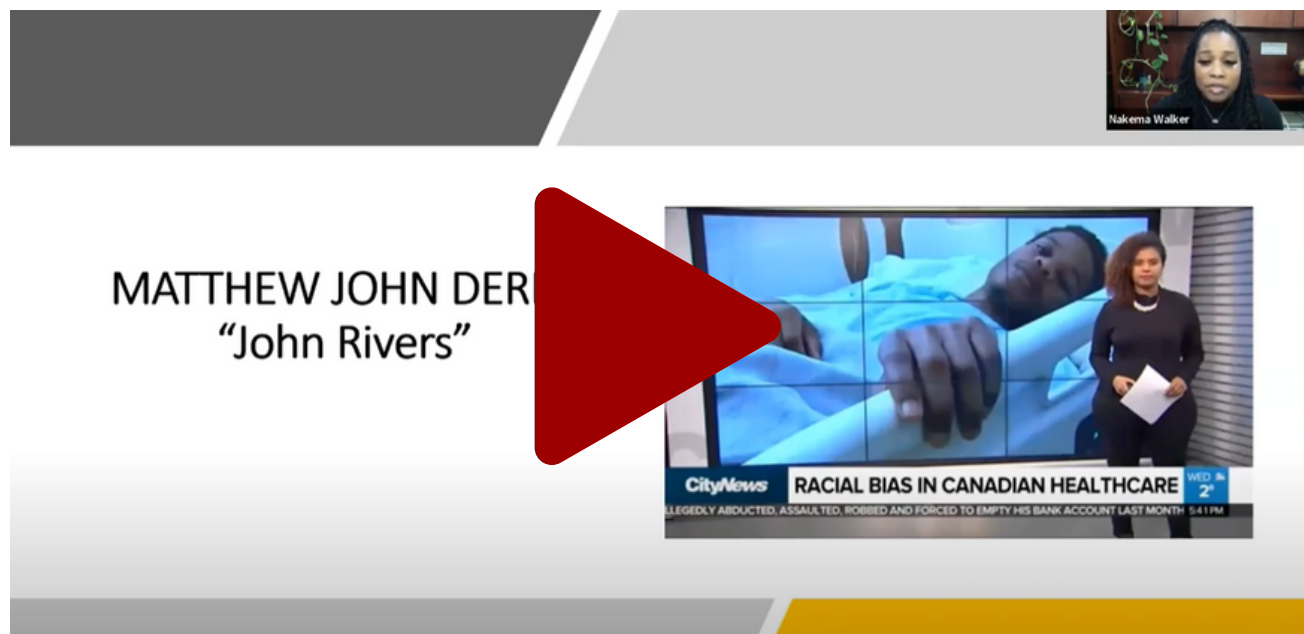 Nakema Walker
MATTHEW JOHN DER
“John Rivers”
CityNews
RACIAL BIAS IN CANADIAN HEALTHCARE
WED
2°
LLEGEDLY ABDUCTED, ASSAULTED, ROBBED AND FORCED TO EMPTY HIS BANK ACCOUNT LAST MONTH
5:41 PM